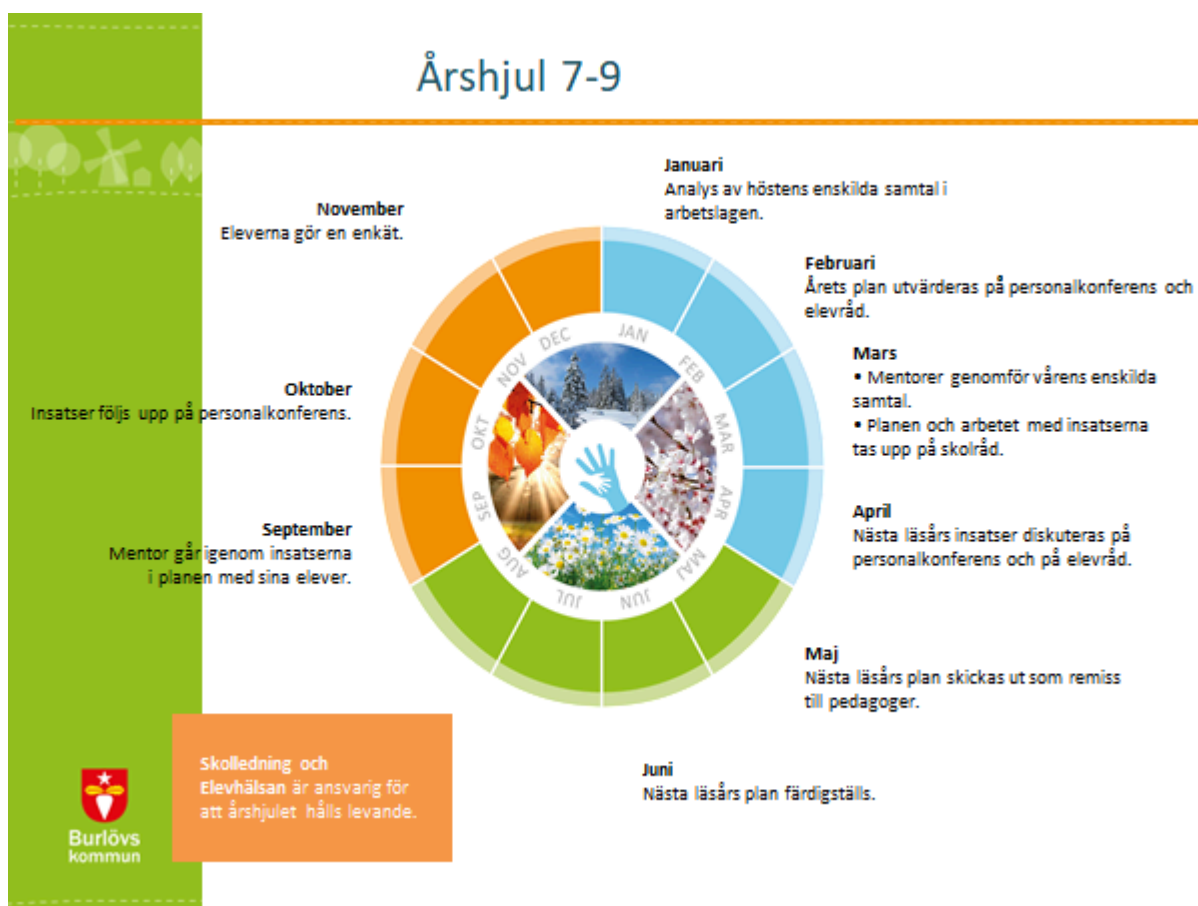 Årshjul 7-9
Januari
Analys av höstens enskilda samtal i
arbetslagen.
Februari
Årets plan utvärderas på personalkonferens och
elevråd.
Mars
• Mentorer genomför vårens enskilda
samtal.
• Planen och arbetet med insatserna
tas upp på skolråd.
April
Nästa läsårs insatser diskuteras på
personalkonferens och på elevråd.
Maj
Nästa läsårs plan skickas ut som remiss
till pedagoger.
Juni
Nästa läsårs plan färdigställs.
September
Mentor går igenom insatserna
i planen med sina elever.
Oktober
Insatser följs upp på personalkonferens.
November
Eleverna gör en enkät.
JAN
FEB
MAR
APR
MAJ
JUN
JUL
AUG
SEP
OKT
NOV
DEC
Skolledning och
Elevhälsan är ansvarig för
att årshjulet hålls levande.
Burlövs
kommun